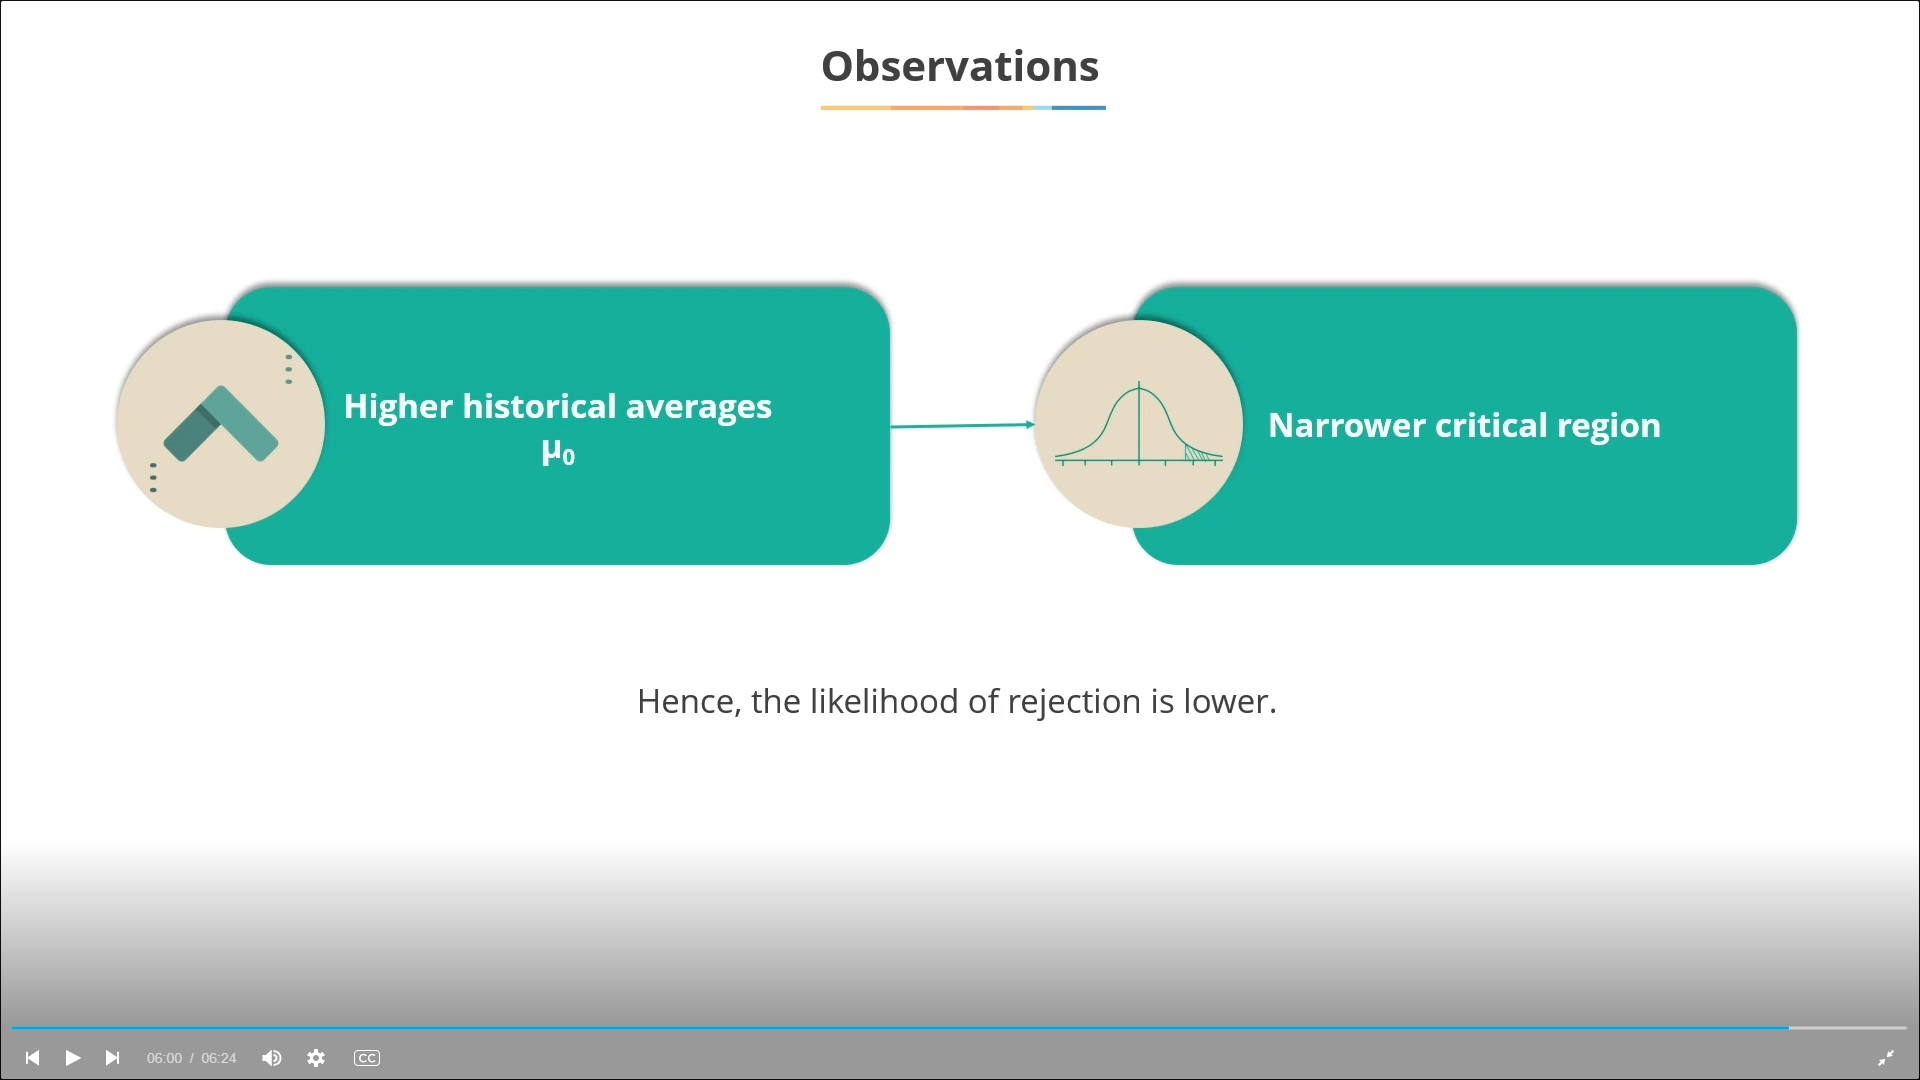 Observations
Higher historical averages
μ₀
Narrower critical region
Hence, the likelihood of rejection is lower.
06:00 / 06:24
CC